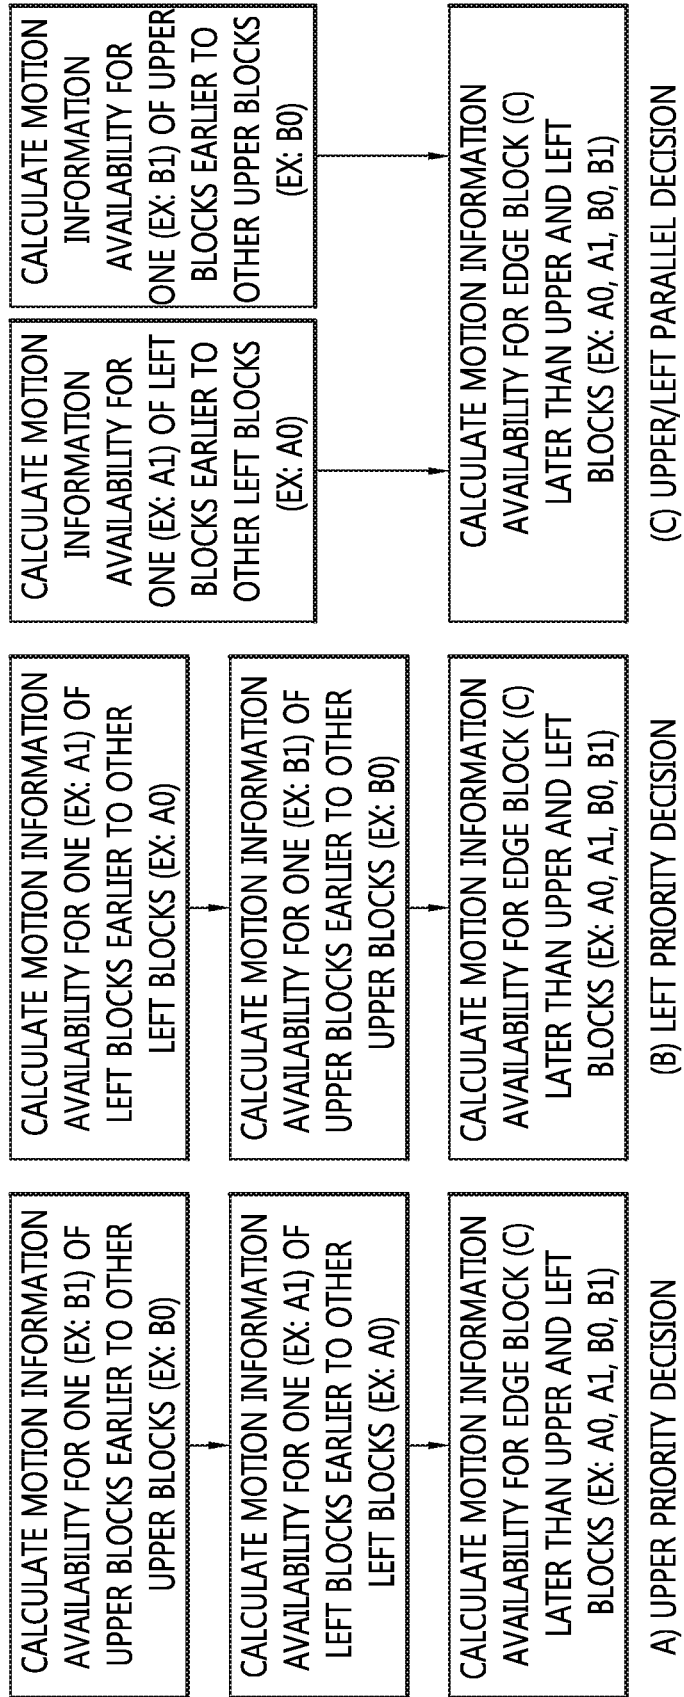 CALCULATE MOTION INFORMATION
AVAILABILITY FOR ONE (EX: B1) OF
UPPER BLOCKS EARLIER TO OTHER
UPPER BLOCKS (EX: B0)
CALCULATE MOTION INFORMATION
AVAILABILITY FOR ONE (EX: A1) OF
LEFT BLOCKS EARLIER TO OTHER
LEFT BLOCKS (EX: A0)
CALCULATE MOTION INFORMATION
AVAILABILITY FOR EDGE BLOCK (C)
LATER THAN UPPER AND LEFT
BLOCKS (EX: A0, A1, B0, B1)
A) UPPER PRIORITY DECISION
CALCULATE MOTION INFORMATION
AVAILABILITY FOR ONE (EX: A1) OF
LEFT BLOCKS EARLIER TO OTHER
LEFT BLOCKS (EX: A0)
CALCULATE MOTION INFORMATION
AVAILABILITY FOR ONE (EX: B1) OF
UPPER BLOCKS EARLIER TO OTHER
UPPER BLOCKS (EX: B0)
CALCULATE MOTION INFORMATION
AVAILABILITY FOR EDGE BLOCK (C)
LATER THAN UPPER AND LEFT
BLOCKS (EX: A0, A1, B0, B1)
(B) LEFT PRIORITY DECISION
CALCULATE MOTION
INFORMATION
AVAILABILITY FOR
ONE (EX: A1) OF LEFT
BLOCKS EARLIER TO
OTHER LEFT BLOCKS
(EX: A0)
CALCULATE MOTION
INFORMATION
AVAILABILITY FOR
ONE (EX: B1) OF UPPER
BLOCKS EARLIER TO
OTHER UPPER BLOCKS
(EX: B0)
CALCULATE MOTION INFORMATION
AVAILABILITY FOR EDGE BLOCK (C)
LATER THAN UPPER AND LEFT
BLOCKS (EX: A0, A1, B0, B1)
(C) UPPER/LEFT PARALLEL DECISION